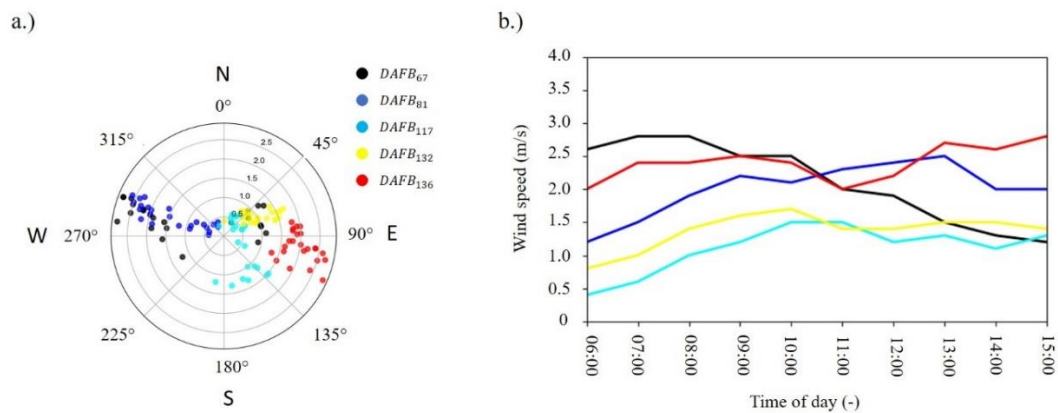 a.)
b.)
N
0°
45°
90°
E
135°
180°
S
225°
W
270°
315°
0.5
1.0
1.5
2.0
2.5
DAFB67
DAFB81
DAFB117
DAFB132
DAFB136
Wind speed (m/s)
4.0
3.5
3.0
2.5
2.0
1.5
1.0
0.5
0
06:00
07:00
08:00
09:00
10:00
11:00
12:00
13:00
14:00
15:00
Time of day (-)